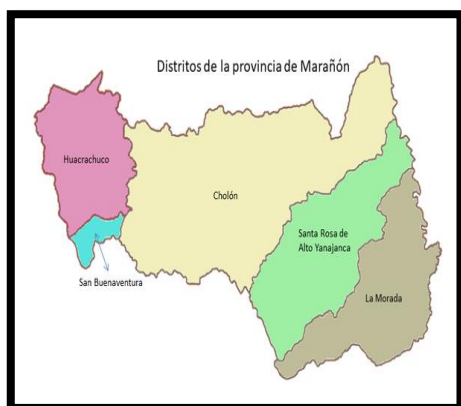 Distritos de la provincia de Marañón
Huacrachuco
Cholón
Santa Rosa de
Alto Yanajanca
San Buenaventura
La Morada